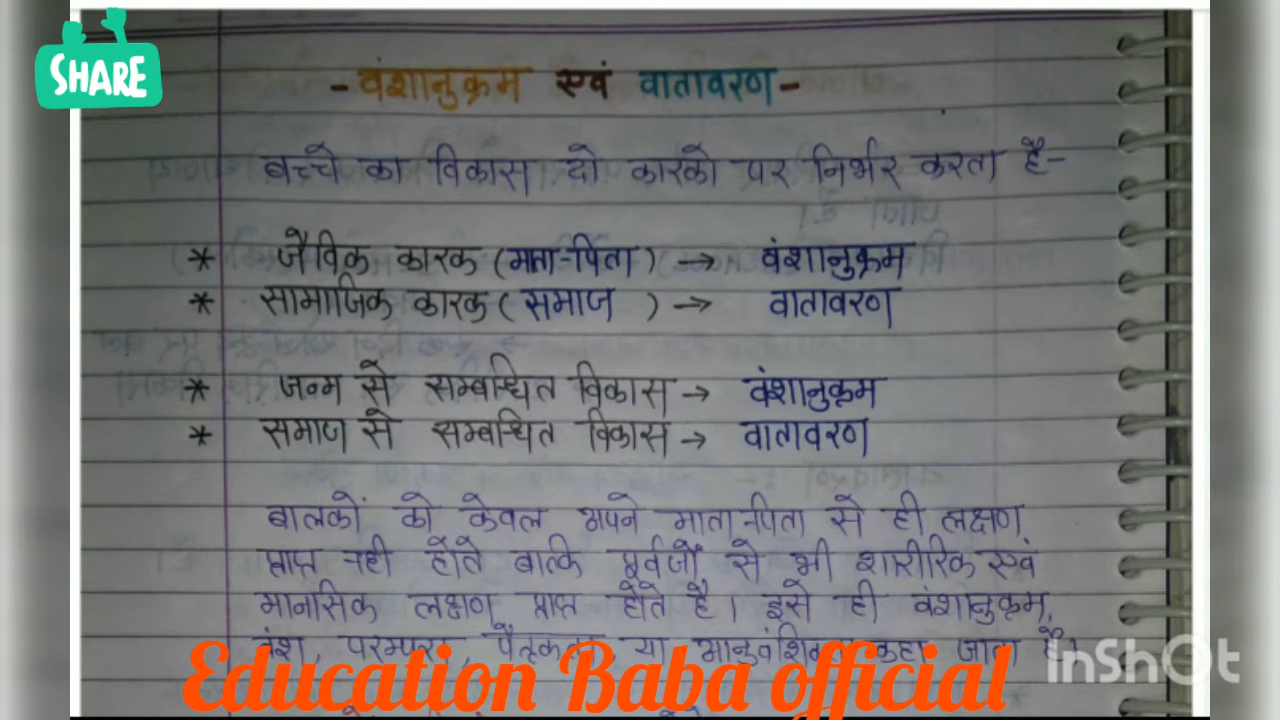 SHARE
-वंशानुक्रम एवं वातावरण-
बच्चे का विकास दो कारको पर निर्भर करता है-
* जैविक कारक (माता-पिता) → वंशानुक्रम
* सामाजिक कारक ( समाज ) → वातावरण
* जन्म से सम्बन्धित विकास → वंशानुक्रम
* समाज से सम्बन्धित विकास → वातावरण
बालकों को केवल अपने माता-पिता से ही लक्षण
प्राप्त नही होते बल्कि पूर्वजों से भी शारीरिक एवं
मानसिक लक्षण प्राप्त होते है। इसे ही वंशानुक्रम,
वंश, परम्परा, पैतृकता या आनुवंशिकता कहा जाता है।
Education Baba official
InShOt